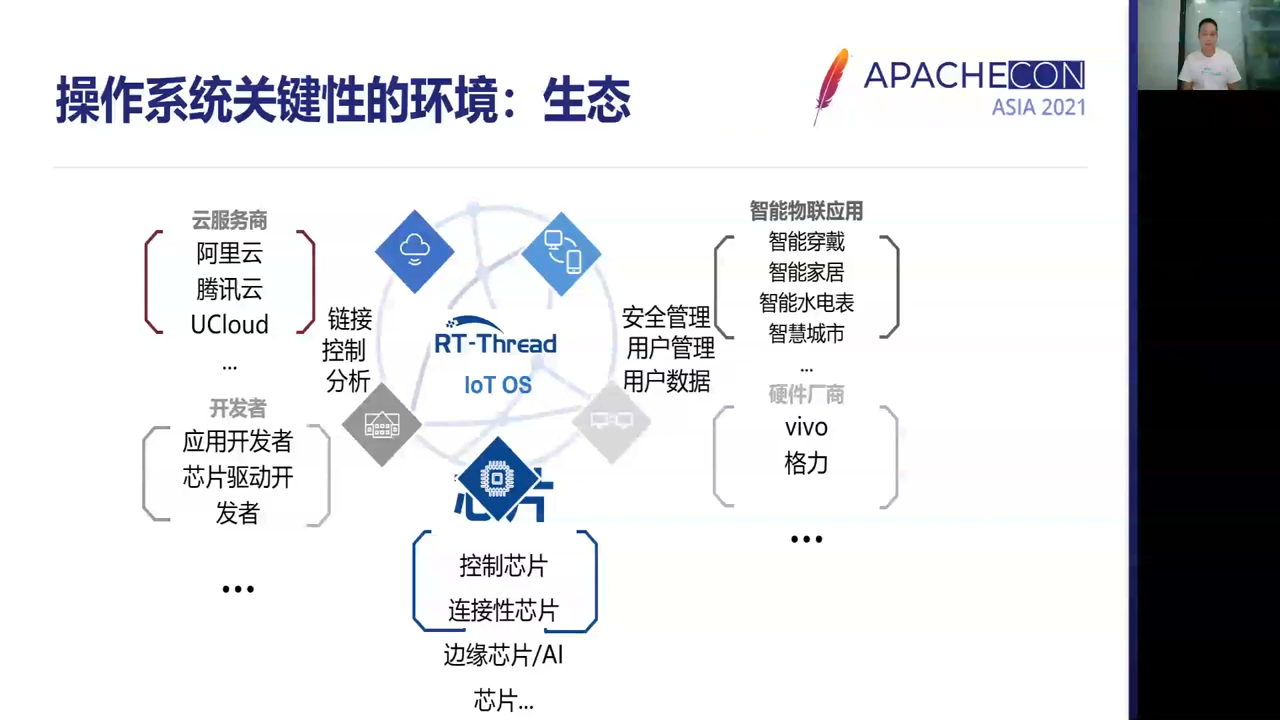 操作系统关键性的环境：生态
APACHECON
ASIA 2021
云服务商
阿里云
腾讯云
UCloud
...
开发者
应用开发者
芯片驱动开
发者
...
链接
控制
分析
RT-Thread
IoT OS
安全管理
用户管理
用户数据
芯片
控制芯片
连接性芯片
边缘芯片/AI
芯片...
智能物联应用
智能穿戴
智能家居
智能水电表
智慧城市
...
硬件厂商
vivo
格力
...